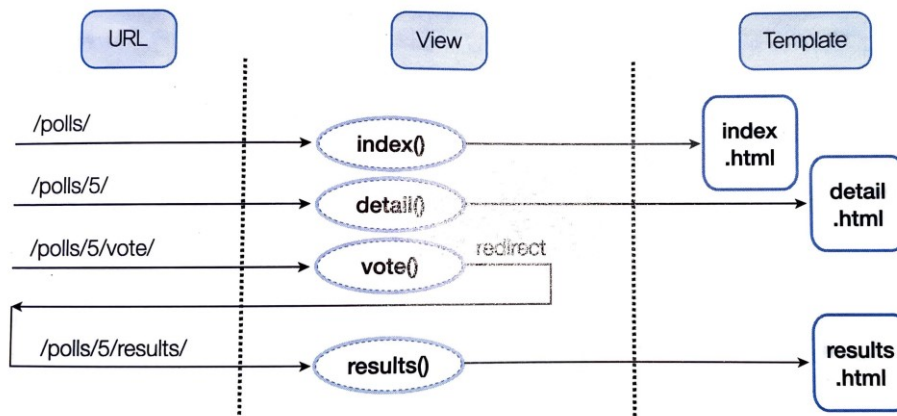 URL
View
Template
/polls/
index()
index
.html
/polls/5/
detail()
detail
.html
/polls/5/vote/
vote()
redirect
/polls/5/results/
results()
results
.html